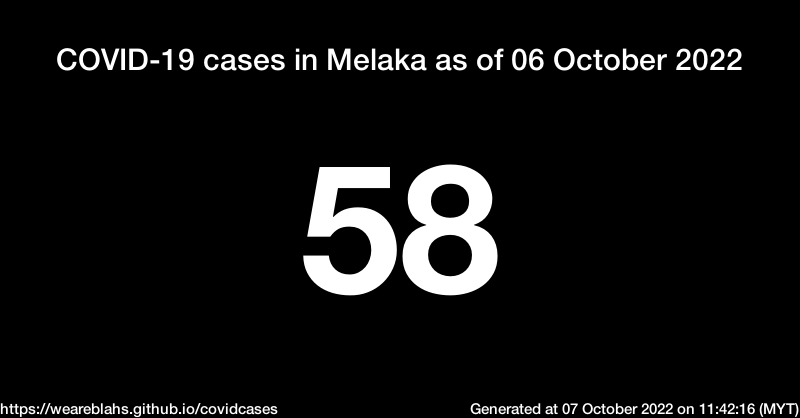 COVID-19 cases in Melaka as of 06 October 2022
58
https://weareblahs.github.io/covidcases
Generated at 07 October 2022 on 11:42:16 (MYT)